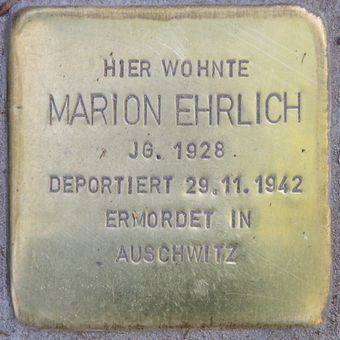 HIER WOHNTE
MARION EHRLICH
JG. 1928
DEPORTIERT 29.11.1942
ERMORDET IN
AUSCHWITZ